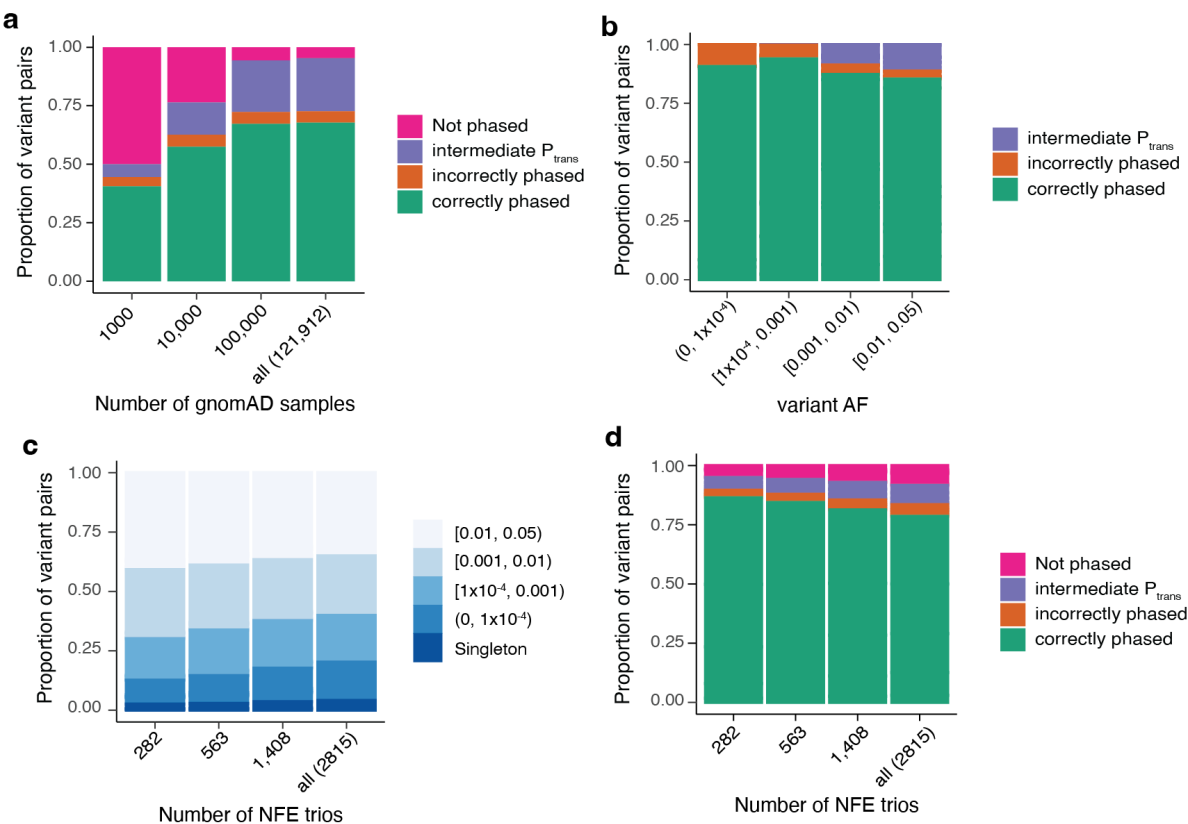 a
Proportion of variant pairs
1.00
0.75
0.50
0.25
0.00
1000
10,000
100,000
all (121,912)
Number of gnomAD samples
Not phased
intermediate Ptrans
incorrectly phased
correctly phased
b
Proportion of variant pairs
1.00
0.75
0.50
0.25
0.00
(0, 1x10⁻⁴)
[1x10⁻⁴, 0.001)
[0.001, 0.01)
[0.01, 0.05)
variant AF
intermediate Ptrans
incorrectly phased
correctly phased
c
Proportion of variant pairs
1.00
0.75
0.50
0.25
0.00
282
563
1,408
all (2815)
Number of NFE trios
[0.01, 0.05)
[0.001, 0.01)
[1x10⁻⁴, 0.001)
(0, 1x10⁻⁴)
Singleton
d
Proportion of variant pairs
1.00
0.75
0.50
0.25
0.00
282
563
1,408
all (2815)
Number of NFE trios
Not phased
intermediate Ptrans
incorrectly phased
correctly phased